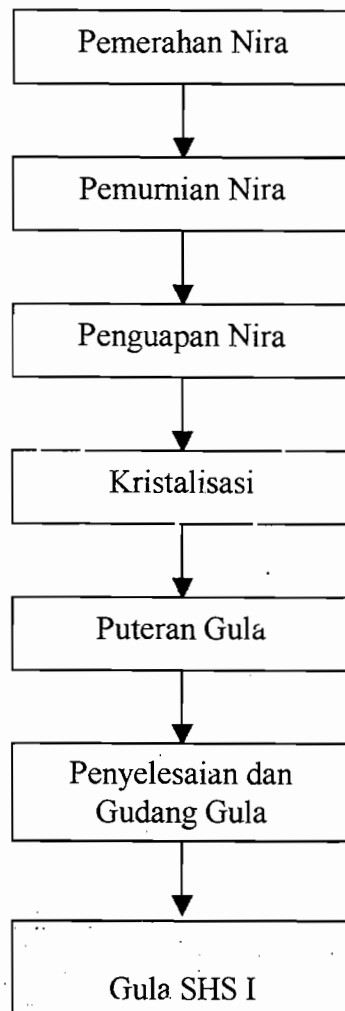 Pemerahan Nira
Pemurnian Nira
Penguapan Nira
Kristalisasi
Puteran Gula
Penyelesaian dan
Gudang Gula
Gula SHS I